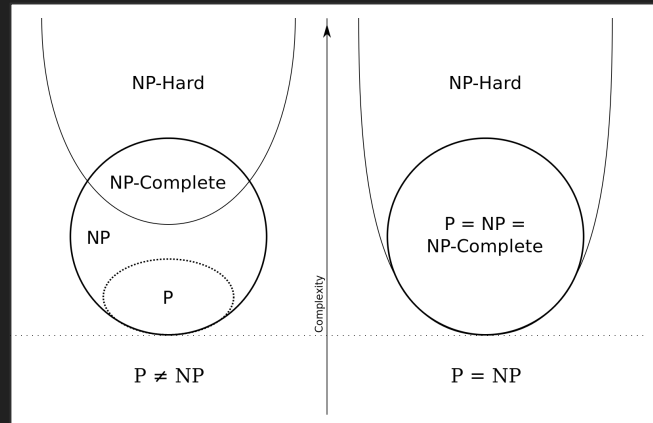 NP-Hard
NP-Complete
NP
P
P ≠ NP
Complexity
NP-Hard
P = NP =
NP-Complete
P = NP